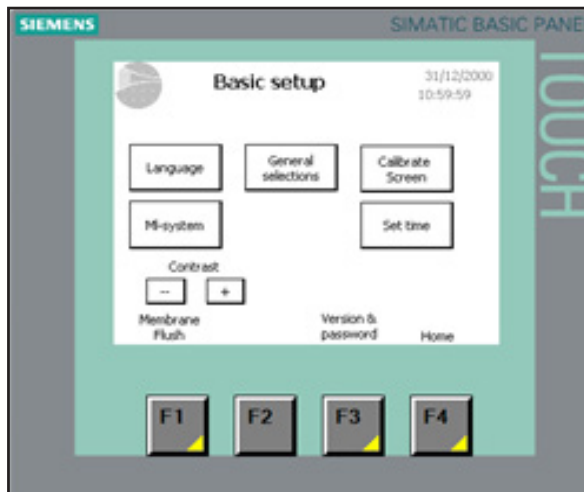 SIEMENS
SIMATIC BASIC PANE
TOUCH
Basic setup
31/12/2000
10:59:59
Language
General
selections
Calibrate
Screen
Mi-system
Set time
Contrast
--
+
Membrane
Flush
Version &
password
Home
F1
F2
F3
F4